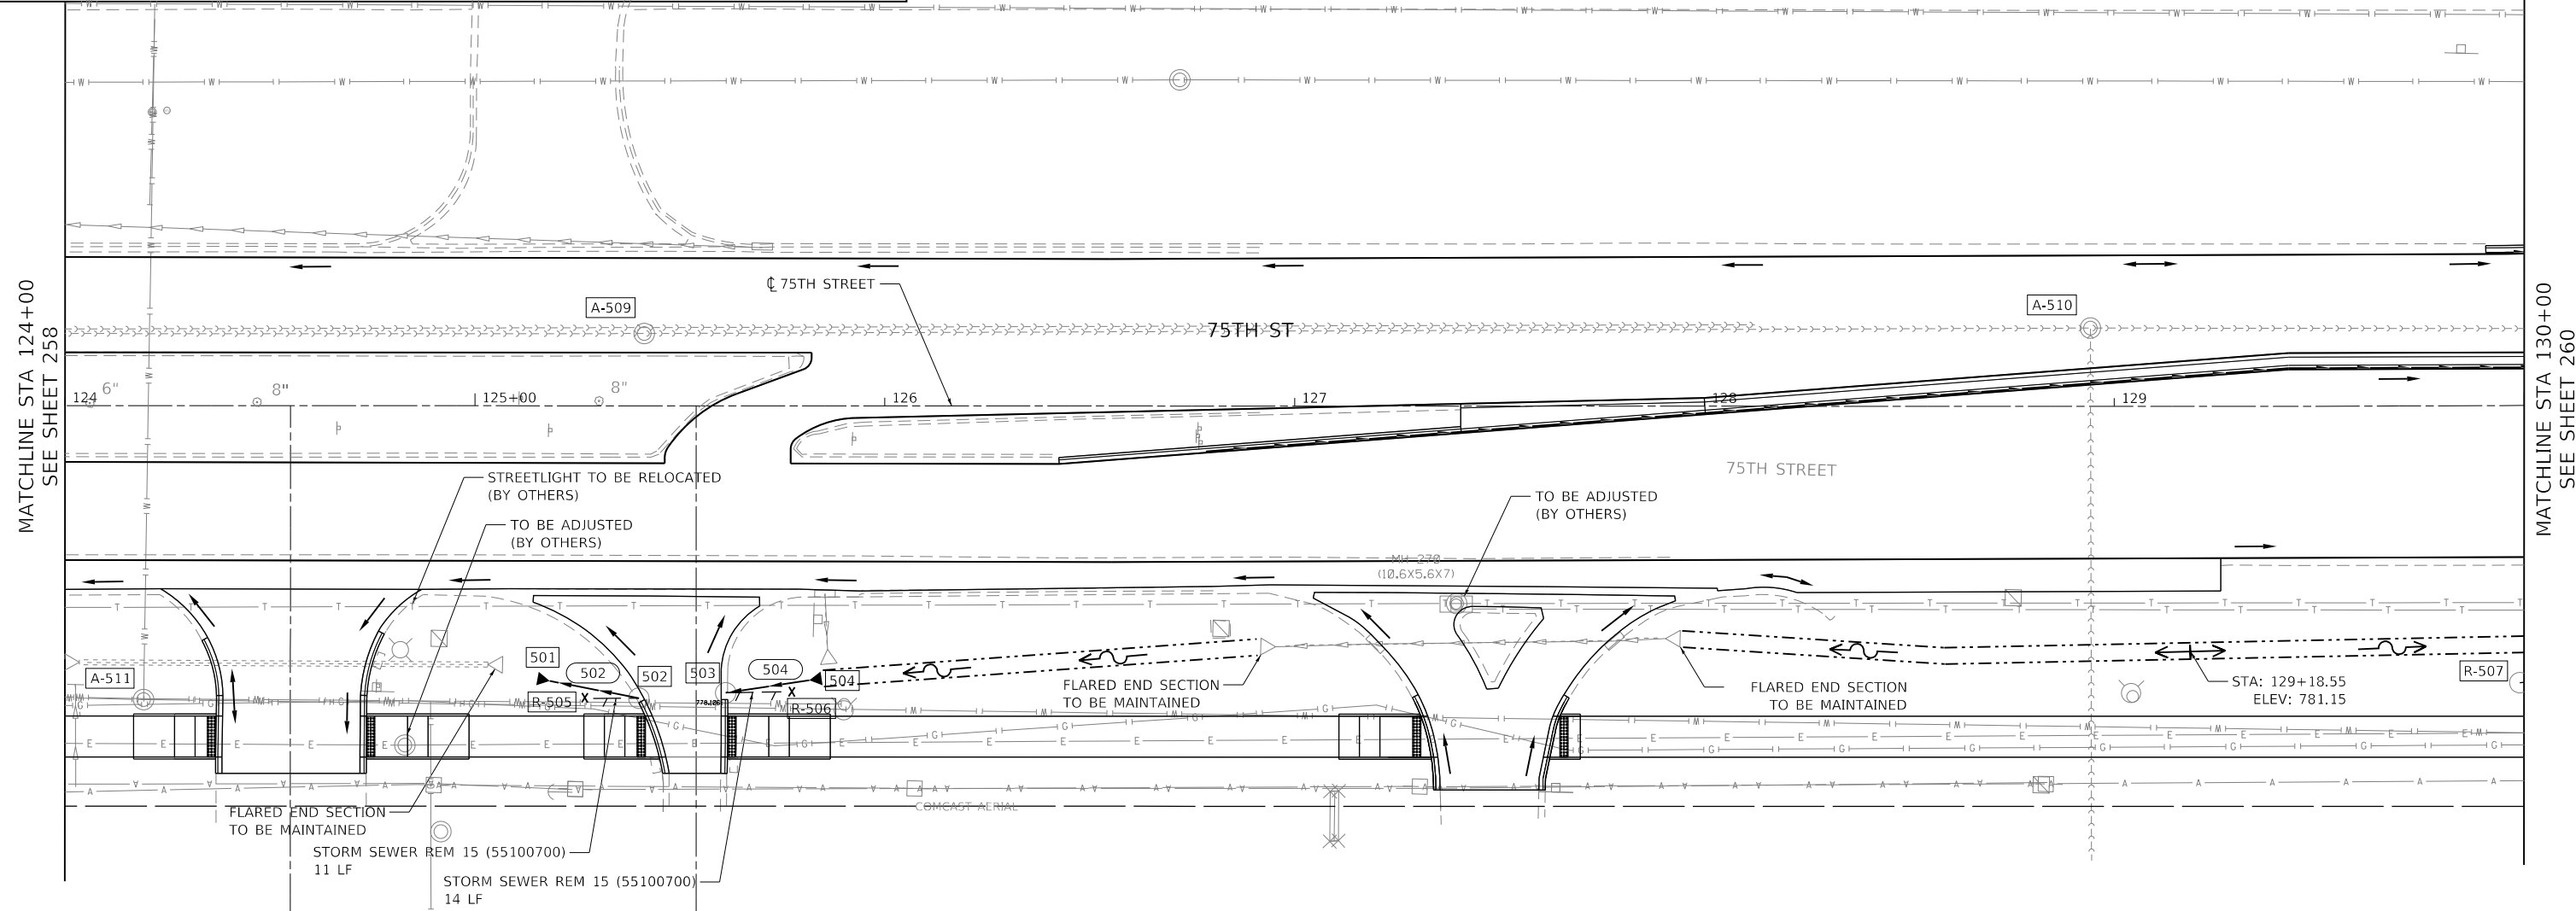 MATCHLINE STA 124+00
SEE SHEET 258
MATCHLINE STA 130+00
SEE SHEET 260
℄ 75TH STREET
A-509
75TH ST
A-510
124
6"
8"
125+00
8"
126
127
128
129
75TH STREET
STREETLIGHT TO BE RELOCATED
(BY OTHERS)
TO BE ADJUSTED
(BY OTHERS)
TO BE ADJUSTED
(BY OTHERS)
MH 270
(10.6X5.6X7)
A-511
501
502
502
503
504
504
R-505
R-506
R-507
FLARED END SECTION
TO BE MAINTAINED
FLARED END SECTION
TO BE MAINTAINED
STA: 129+18.55
ELEV: 781.15
FLARED END SECTION
TO BE MAINTAINED
COMCAST AERIAL
STORM SEWER REM 15 (55100700)
11 LF
STORM SEWER REM 15 (55100700)
14 LF